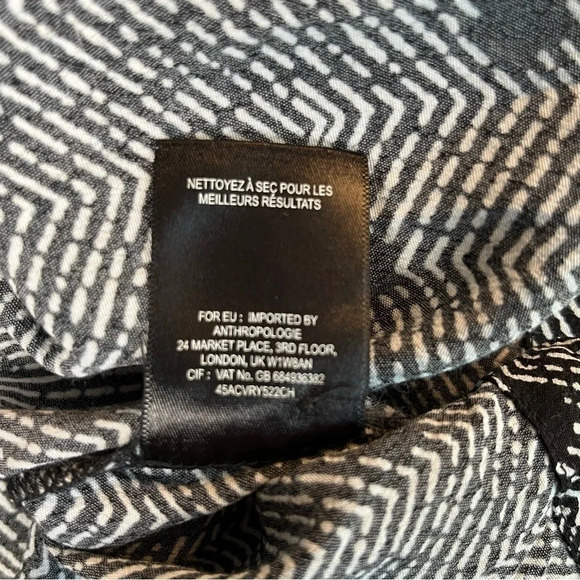 NETTOYEZ À SEC POUR LES
MEILLEURS RÉSULTATS
FOR EU : IMPORTED BY
ANTHROPOLOGIE
24 MARKET PLACE, 3RD FLOOR,
LONDON, UK W1W8AN
CIF : VAT No. GB 684936382
45ACVRYS22CH